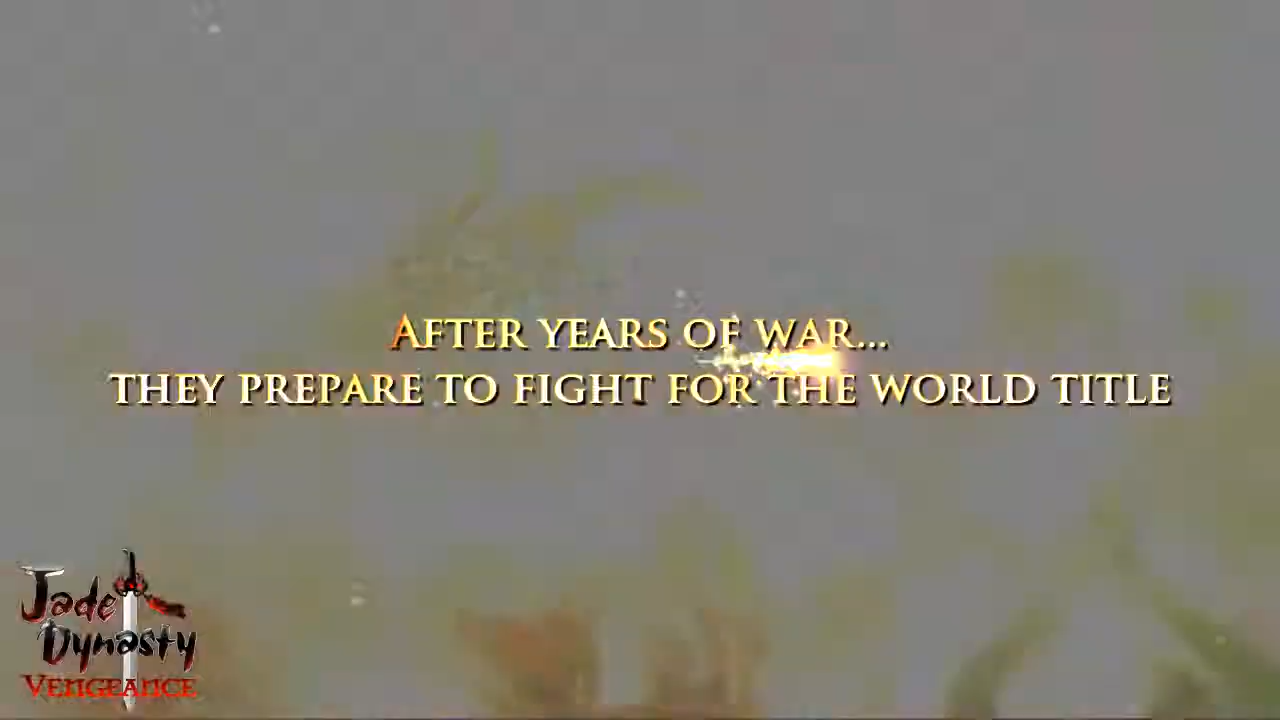 AFTER YEARS OF WAR...
THEY PREPARE TO FIGHT FOR THE WORLD TITLE
Jade
Dynasty
VENGEANCE